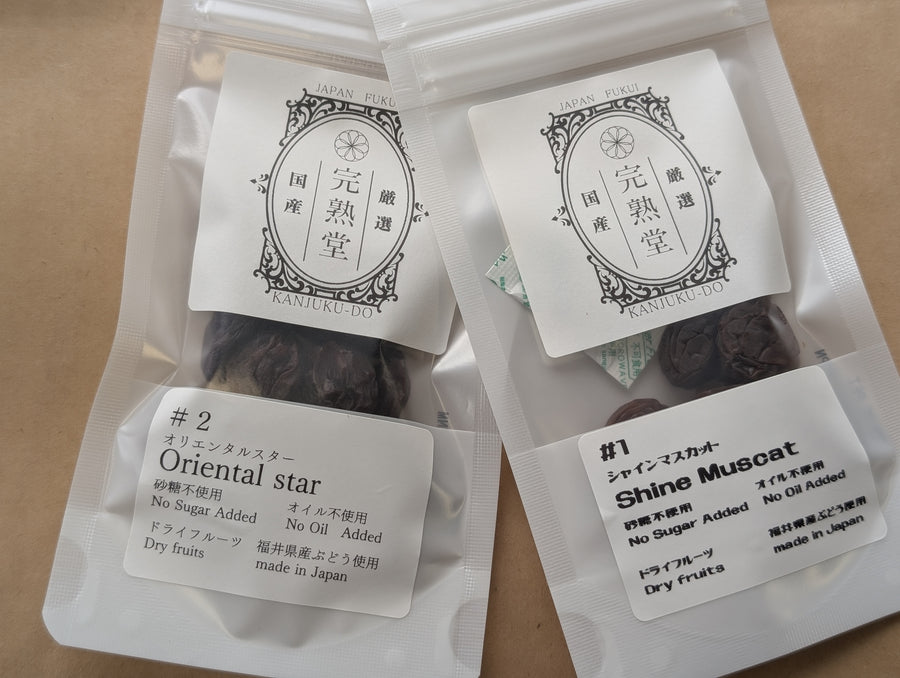 JAPAN FUKUI
厳選
完熟堂
国産
KANJUKU-DO
#2
オリエンタルスター
Oriental star
砂糖不使用 オイル不使用
No Sugar Added No Oil Added
ドライフルーツ 福井県産ぶどう使用
Dry fruits made in Japan
JAPAN FUKUI
厳選
完熟堂
国産
KANJUKU-DO
不可食用
#1
シャインマスカット
Shine Muscat
砂糖不使用 オイル不使用
No Sugar Added No Oil Added
ドライフルーツ 福井県産ぶどう使用
Dry fruits made in Japan